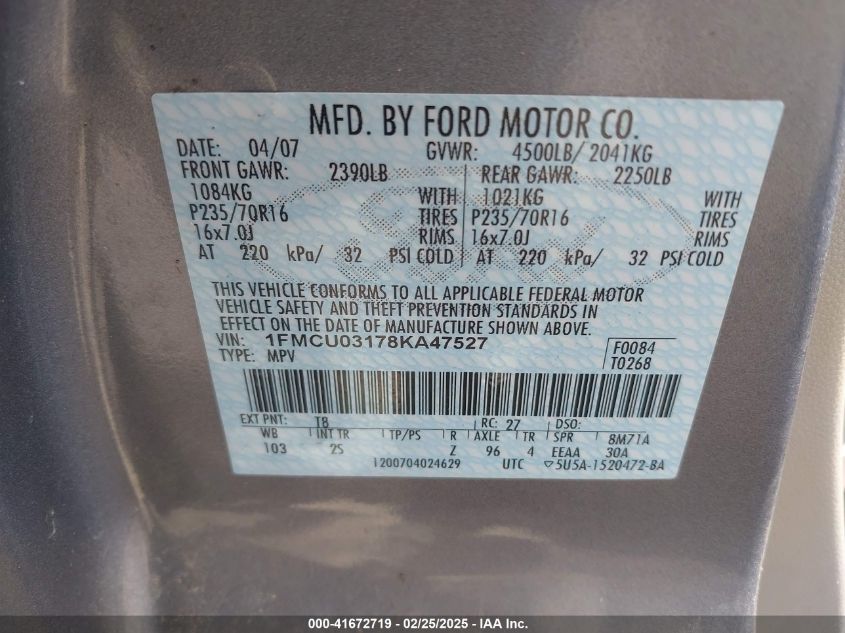 MFD. BY FORD MOTOR CO.
DATE: 04/07 GVWR: 4500LB/ 2041KG
FRONT GAWR: 2390LB REAR GAWR: 2250LB
1084KG WITH 1021KG WITH
P235/70R16 TIRES P235/70R16 TIRES
16x7.0J RIMS 16x7.0J RIMS
AT 220 kPa/ 32 PSI COLD AT 220 kPa/ 32 PSI COLD
THIS VEHICLE CONFORMS TO ALL APPLICABLE FEDERAL MOTOR
VEHICLE SAFETY AND THEFT PREVENTION STANDARDS IN
EFFECT ON THE DATE OF MANUFACTURE SHOWN ABOVE.
VIN: 1FMCU03178KA47527 F0084
TYPE: MPV T0268
EXT PNT: T8 RC: 27 DSO:
WB INT TR TP/PS R AXLE TR SPR 8M71A
103 2S Z 96 4 EEAA 30A
1200704024629 UTC ▽5U5A-1520472-BA
000-41672719 - 02/25/2025 - IAA Inc.